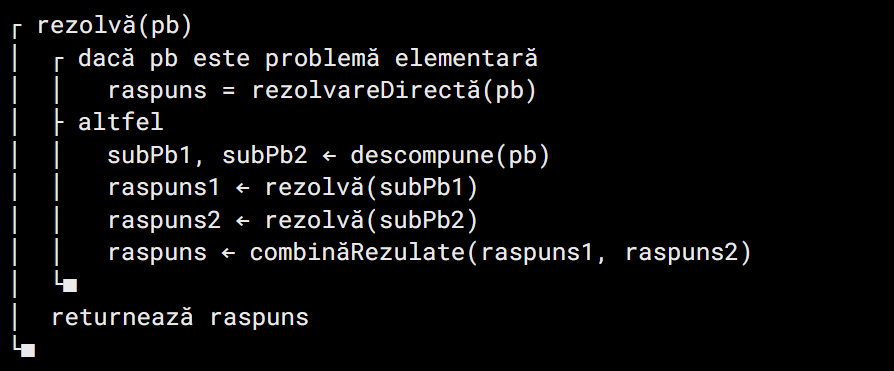 ┌ rezolvă(pb)
│  ┌ dacă pb este problemă elementară
│  │   raspuns = rezolvareDirectă(pb)
│  ├ altfel
│  │   subPb1, subPb2 ← descompune(pb)
│  │   raspuns1 ← rezolvă(subPb1)
│  │   raspuns2 ← rezolvă(subPb2)
│  │   raspuns ← combinăRezulate(raspuns1, raspuns2)
│  └■
│  returnează raspuns
└■